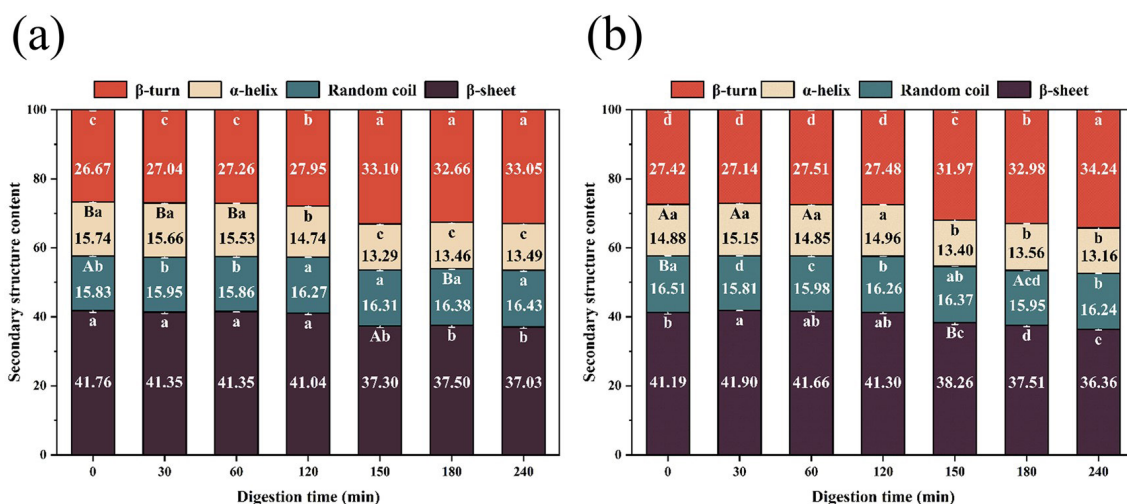 (a)
β-turn α-helix Random coil β-sheet
Secondary structure content
100
80
60
40
20
0
c c c b a a a
26.67 27.04 27.26 27.95 33.10 32.66 33.05
Ba Ba Ba b c c c
15.74 15.66 15.53 14.74 13.29 13.46 13.49
Ab b b a a Ba a
15.83 15.95 15.86 16.27 16.31 16.38 16.43
a a a a Ab b b
41.76 41.35 41.35 41.04 37.30 37.50 37.03
0 30 60 120 150 180 240
Digestion time (min)
(b)
β-turn α-helix Random coil β-sheet
Secondary structure content
100
80
60
40
20
0
d d d d c b a
27.42 27.14 27.51 27.48 31.97 32.98 34.24
Aa Aa Aa a b b b
14.88 15.15 14.85 14.96 13.40 13.56 13.16
Ba d c b ab Acd b
16.51 15.81 15.98 16.26 16.37 15.95 16.24
b a ab ab Bc d c
41.19 41.90 41.66 41.30 38.26 37.51 36.36
0 30 60 120 150 180 240
Digestion time (min)